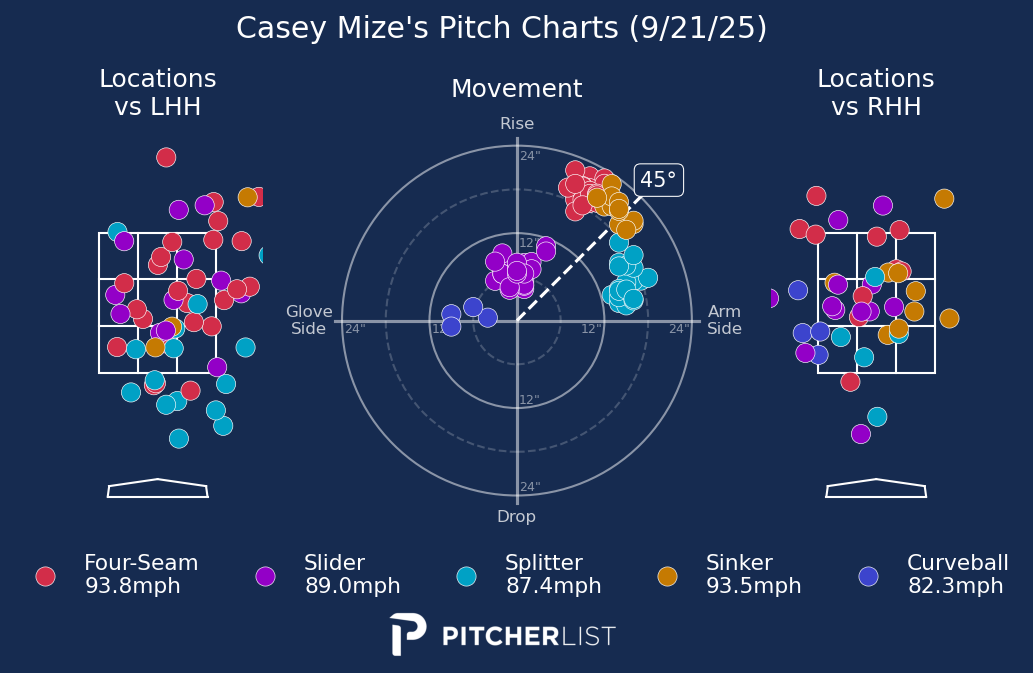 Casey Mize's Pitch Charts (9/21/25)
Locations
vs LHH
Movement
Locations
vs RHH
Rise
24"
45°
12"
Glove
Side
24"
12"
12"
24"
Arm
Side
12"
24"
Drop
Four-Seam
93.8mph
Slider
89.0mph
Splitter
87.4mph
Sinker
93.5mph
Curveball
82.3mph
PITCHERLIST